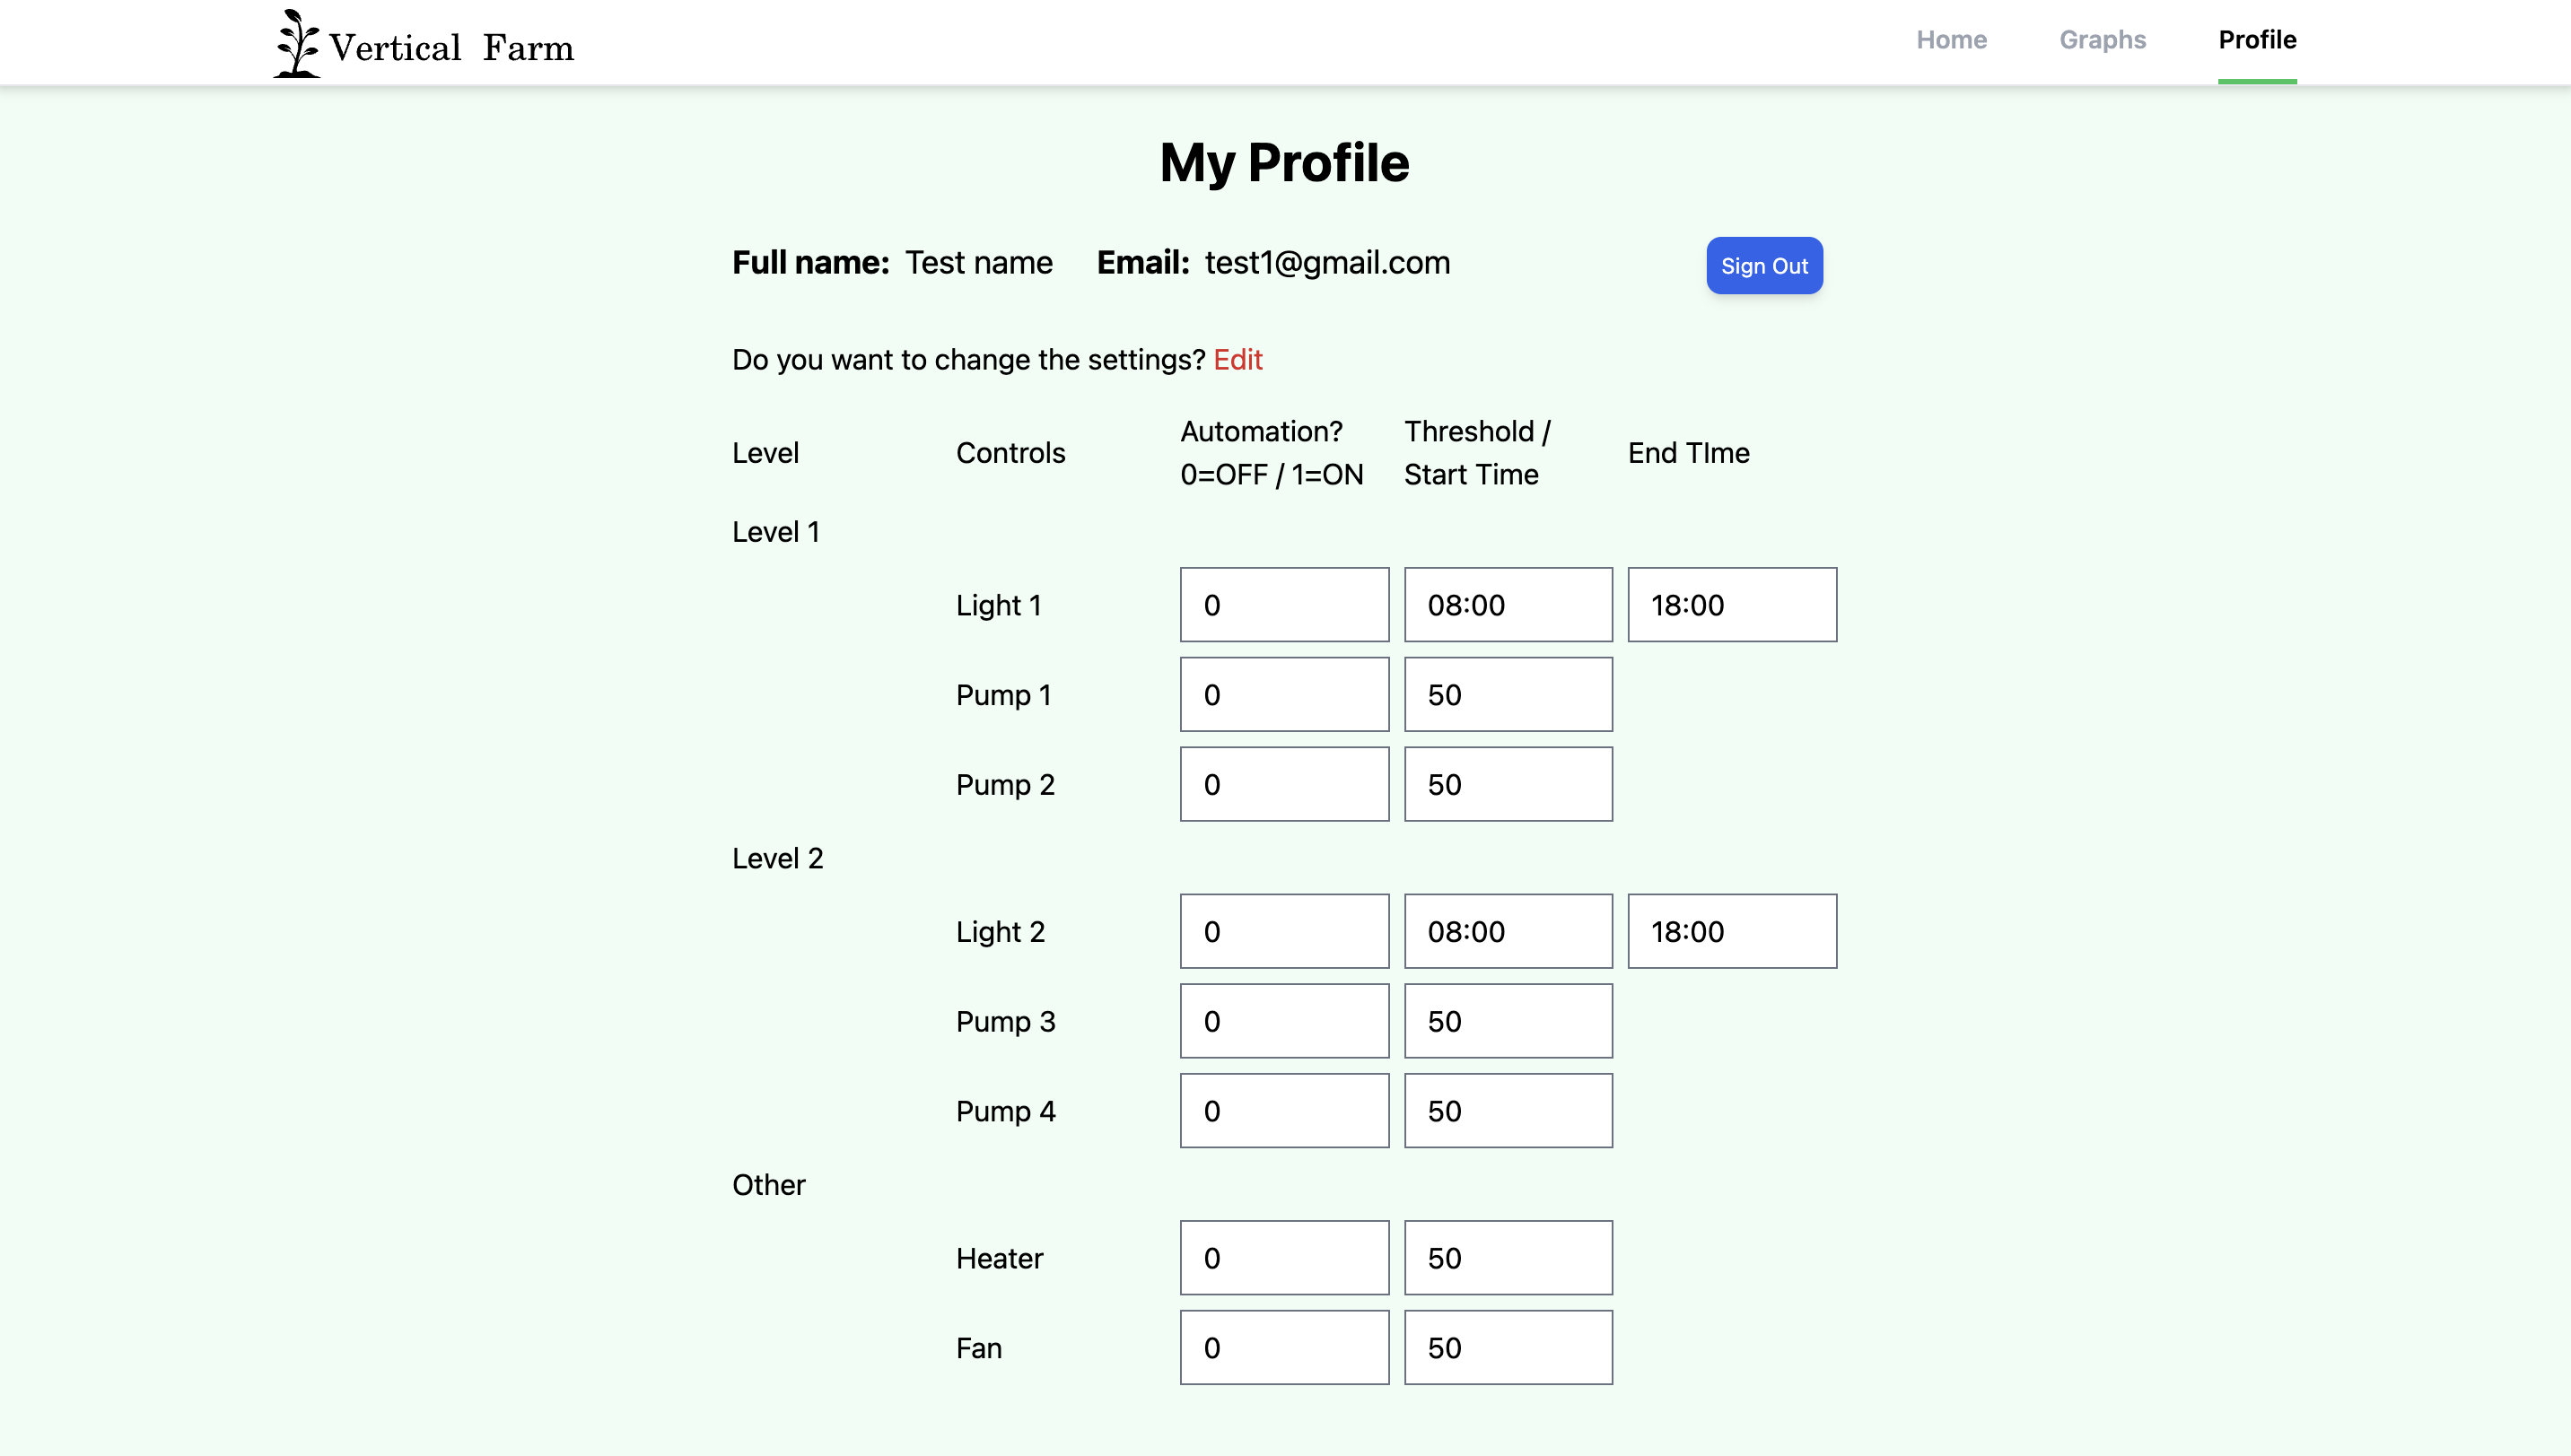 Vertical Farm
Home Graphs Profile
My Profile
Full name: Test name Email: test1@gmail.com Sign Out
Do you want to change the settings? Edit
Level Controls Automation? 0=OFF / 1=ON Threshold / Start Time End TIme
Level 1
Light 1 0 08:00 18:00
Pump 1 0 50
Pump 2 0 50
Level 2
Light 2 0 08:00 18:00
Pump 3 0 50
Pump 4 0 50
Other
Heater 0 50
Fan 0 50